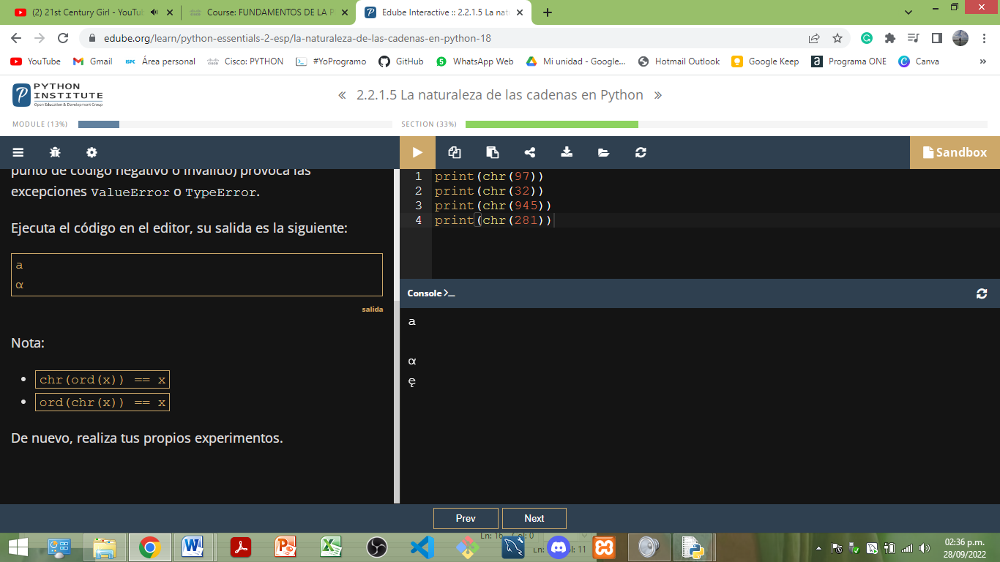 (2) 21st Century Girl - YouTu
Course: FUNDAMENTOS DE LA P
Edube Interactive :: 2.2.1.5 La nat
edube.org/learn/python-essentials-2-esp/la-naturaleza-de-las-cadenas-en-python-18
YouTube
Gmail
Área personal
Cisco: PYTHON
#YoProgramo
GitHub
WhatsApp Web
Mi unidad - Google...
Hotmail Outlook
Google Keep
Programa ONE
Canva
PYTHON
INSTITUTE
Open Education & Development Group
« 2.2.1.5 La naturaleza de las cadenas en Python »
MODULE (13%)
SECTION (33%)
Sandbox
punto de código negativo o inválido) provoca las
excepciones ValueError o TypeError.
Ejecuta el código en el editor, su salida es la siguiente:
a
α
salida
Nota:
chr(ord(x)) == x
ord(chr(x)) == x
De nuevo, realiza tus propios experimentos.
1 print(chr(97))
2 print(chr(32))
3 print(chr(945))
4 print(chr(281))
Console
a
α
ę
Prev
Next
Ln: 16 Col: 0
Ln:
11
02:36 p.m.
28/09/2022